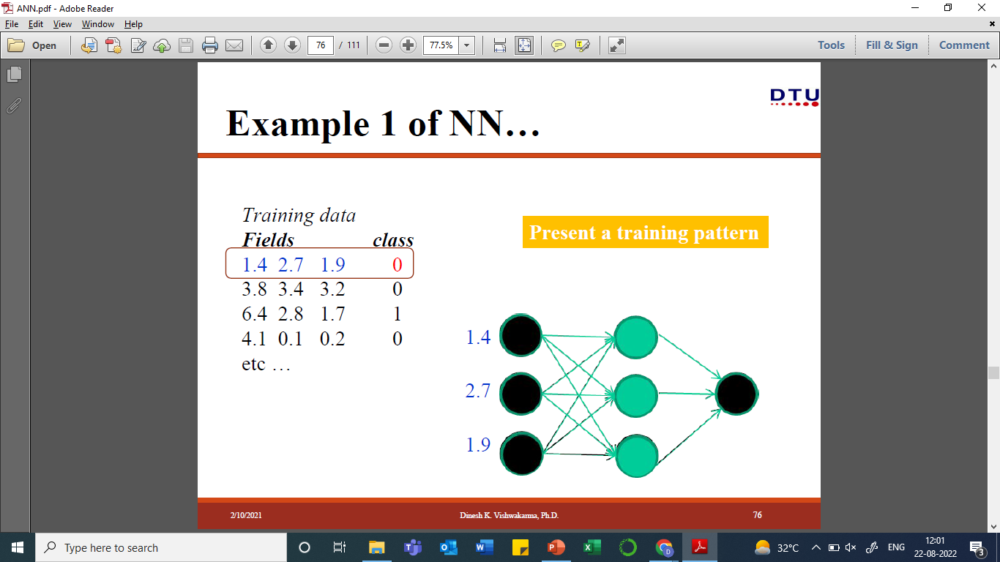 ANN.pdf - Adobe Reader
File Edit View Window Help
Open 76 / 111 77.5% Tools Fill & Sign Comment
DTU
Example 1 of NN…
Training data
Fields class
1.4 2.7 1.9 0
3.8 3.4 3.2 0
6.4 2.8 1.7 1
4.1 0.1 0.2 0
etc …
Present a training pattern
1.4
2.7
1.9
2/10/2021 Dinesh K. Vishwakarma, Ph.D. 76
Type here to search 32°C ENG 12:01
22-08-2022 3